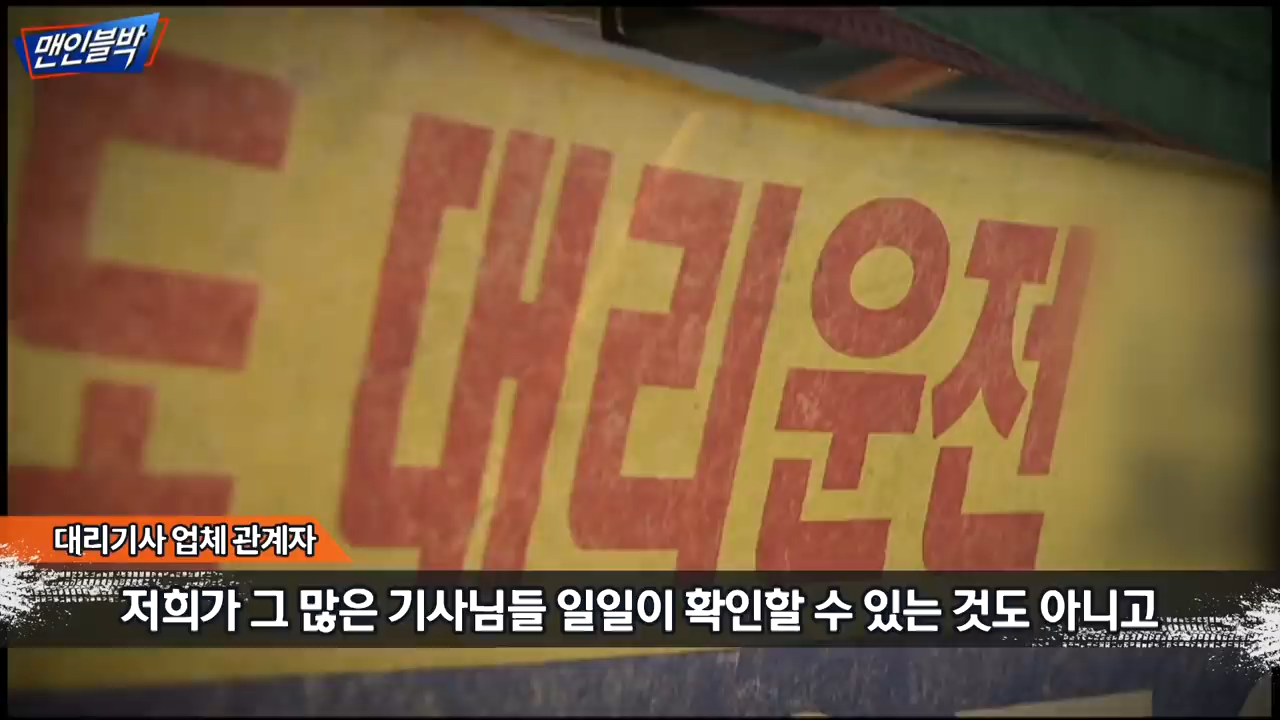 맨인블박
도 대리운전
대리기사 업체 관계자
저희가 그 많은 기사님들 일일이 확인할 수 있는 것도 아니고